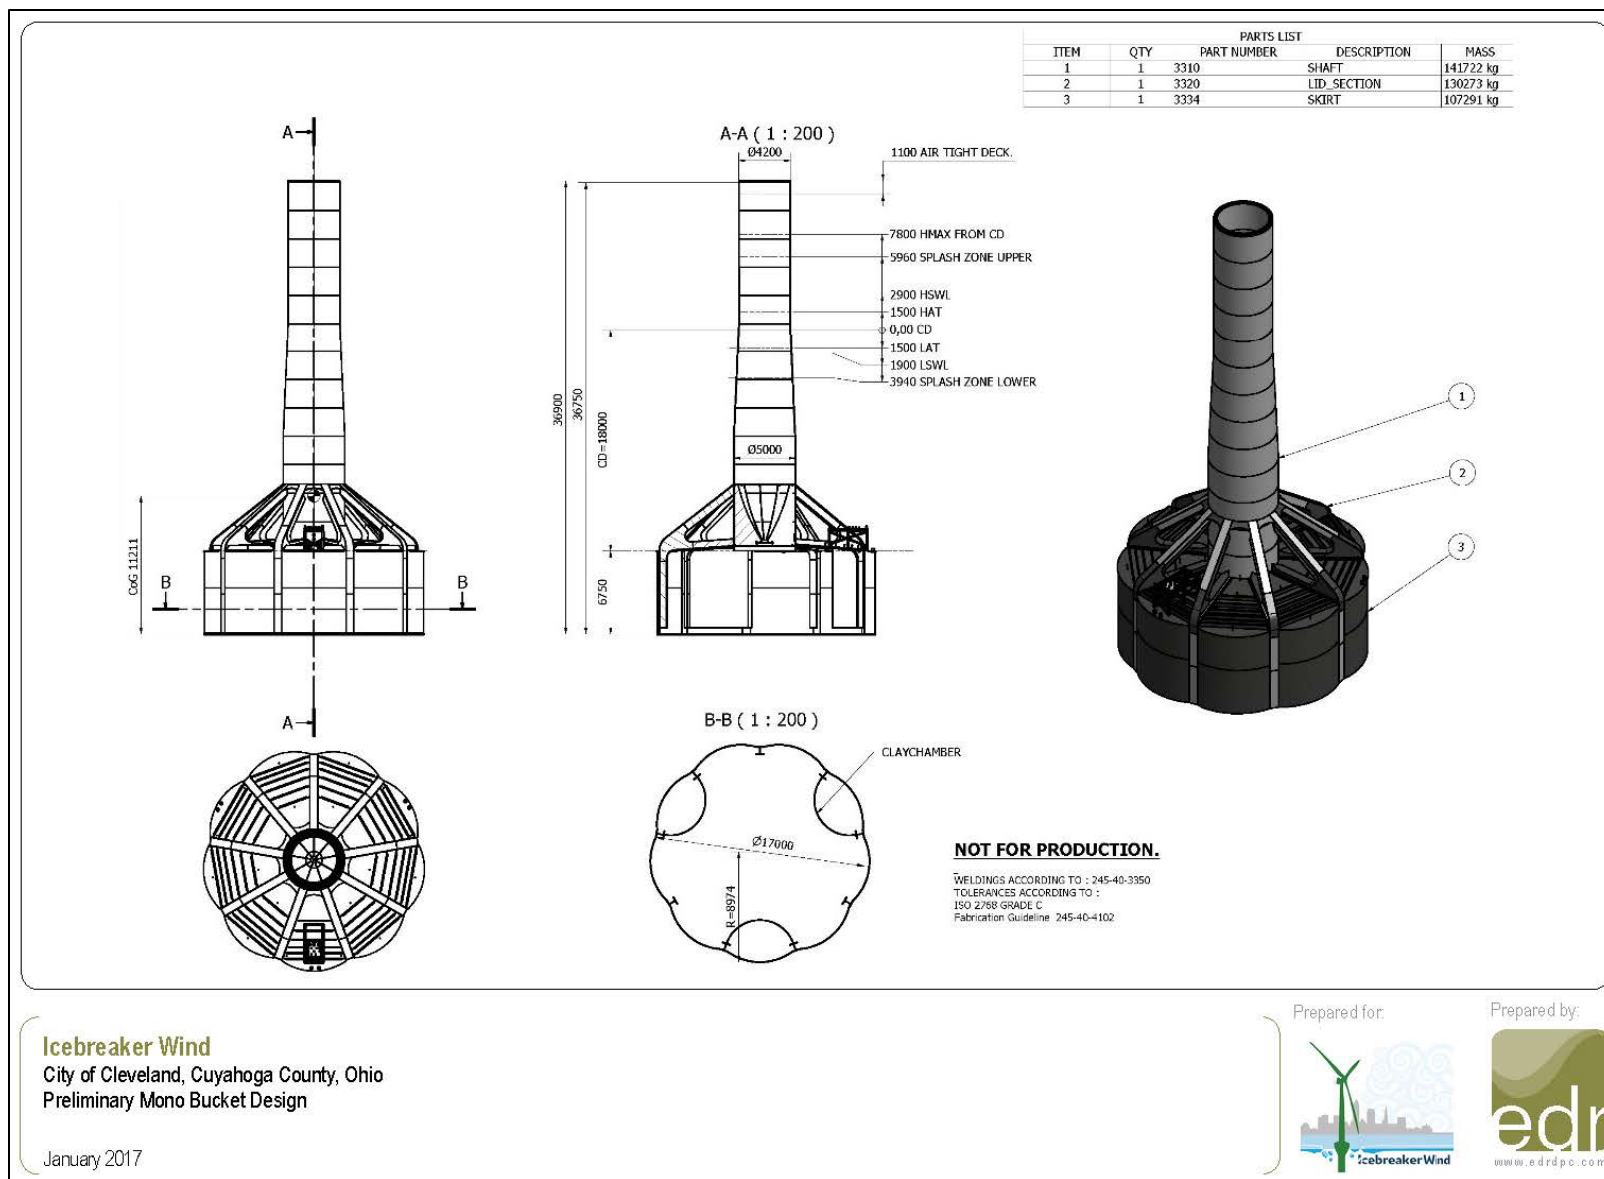 PARTS LIST
ITEM QTY PART NUMBER DESCRIPTION MASS
1 1 3310 SHAFT 141722 kg
2 1 3320 LID_SECTION 130273 kg
3 1 3334 SKIRT 107291 kg
A
A-A ( 1 : 200 )
Ø4200
1100 AIR TIGHT DECK.
7800 HMAX FROM CD
5960 SPLASH ZONE UPPER
2900 HSWL
1500 HAT
0,00 CD
1500 LAT
1900 LSWL
3940 SPLASH ZONE LOWER
36900
36750
CD=18000
Ø5000
6750
CoG 11211
B
B
A
1
2
3
B-B ( 1 : 200 )
CLAYCHAMBER
Ø17000
R=8974
NOT FOR PRODUCTION.
WELDINGS ACCORDING TO : 245-40-3350
TOLERANCES ACCORDING TO :
ISO 2768 GRADE C
Fabrication Guideline 245-40-4102
Icebreaker Wind
City of Cleveland, Cuyahoga County, Ohio
Preliminary Mono Bucket Design
January 2017
Prepared for:
IcebreakerWind
Prepared by:
edr
www.edrdpc.com